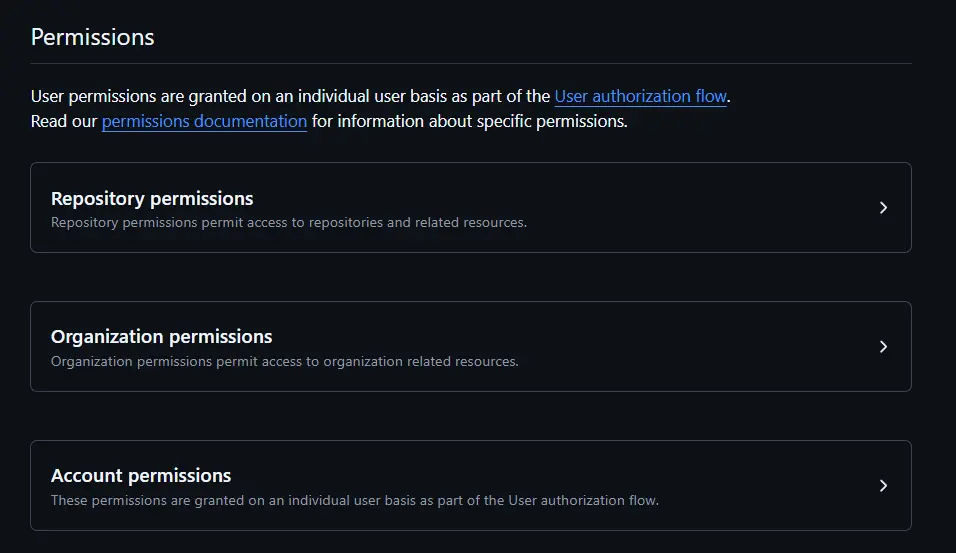 Permissions
User permissions are granted on an individual user basis as part of the User authorization flow.
Read our permissions documentation for information about specific permissions.
Repository permissions
Repository permissions permit access to repositories and related resources.
Organization permissions
Organization permissions permit access to organization related resources.
Account permissions
These permissions are granted on an individual user basis as part of the User authorization flow.